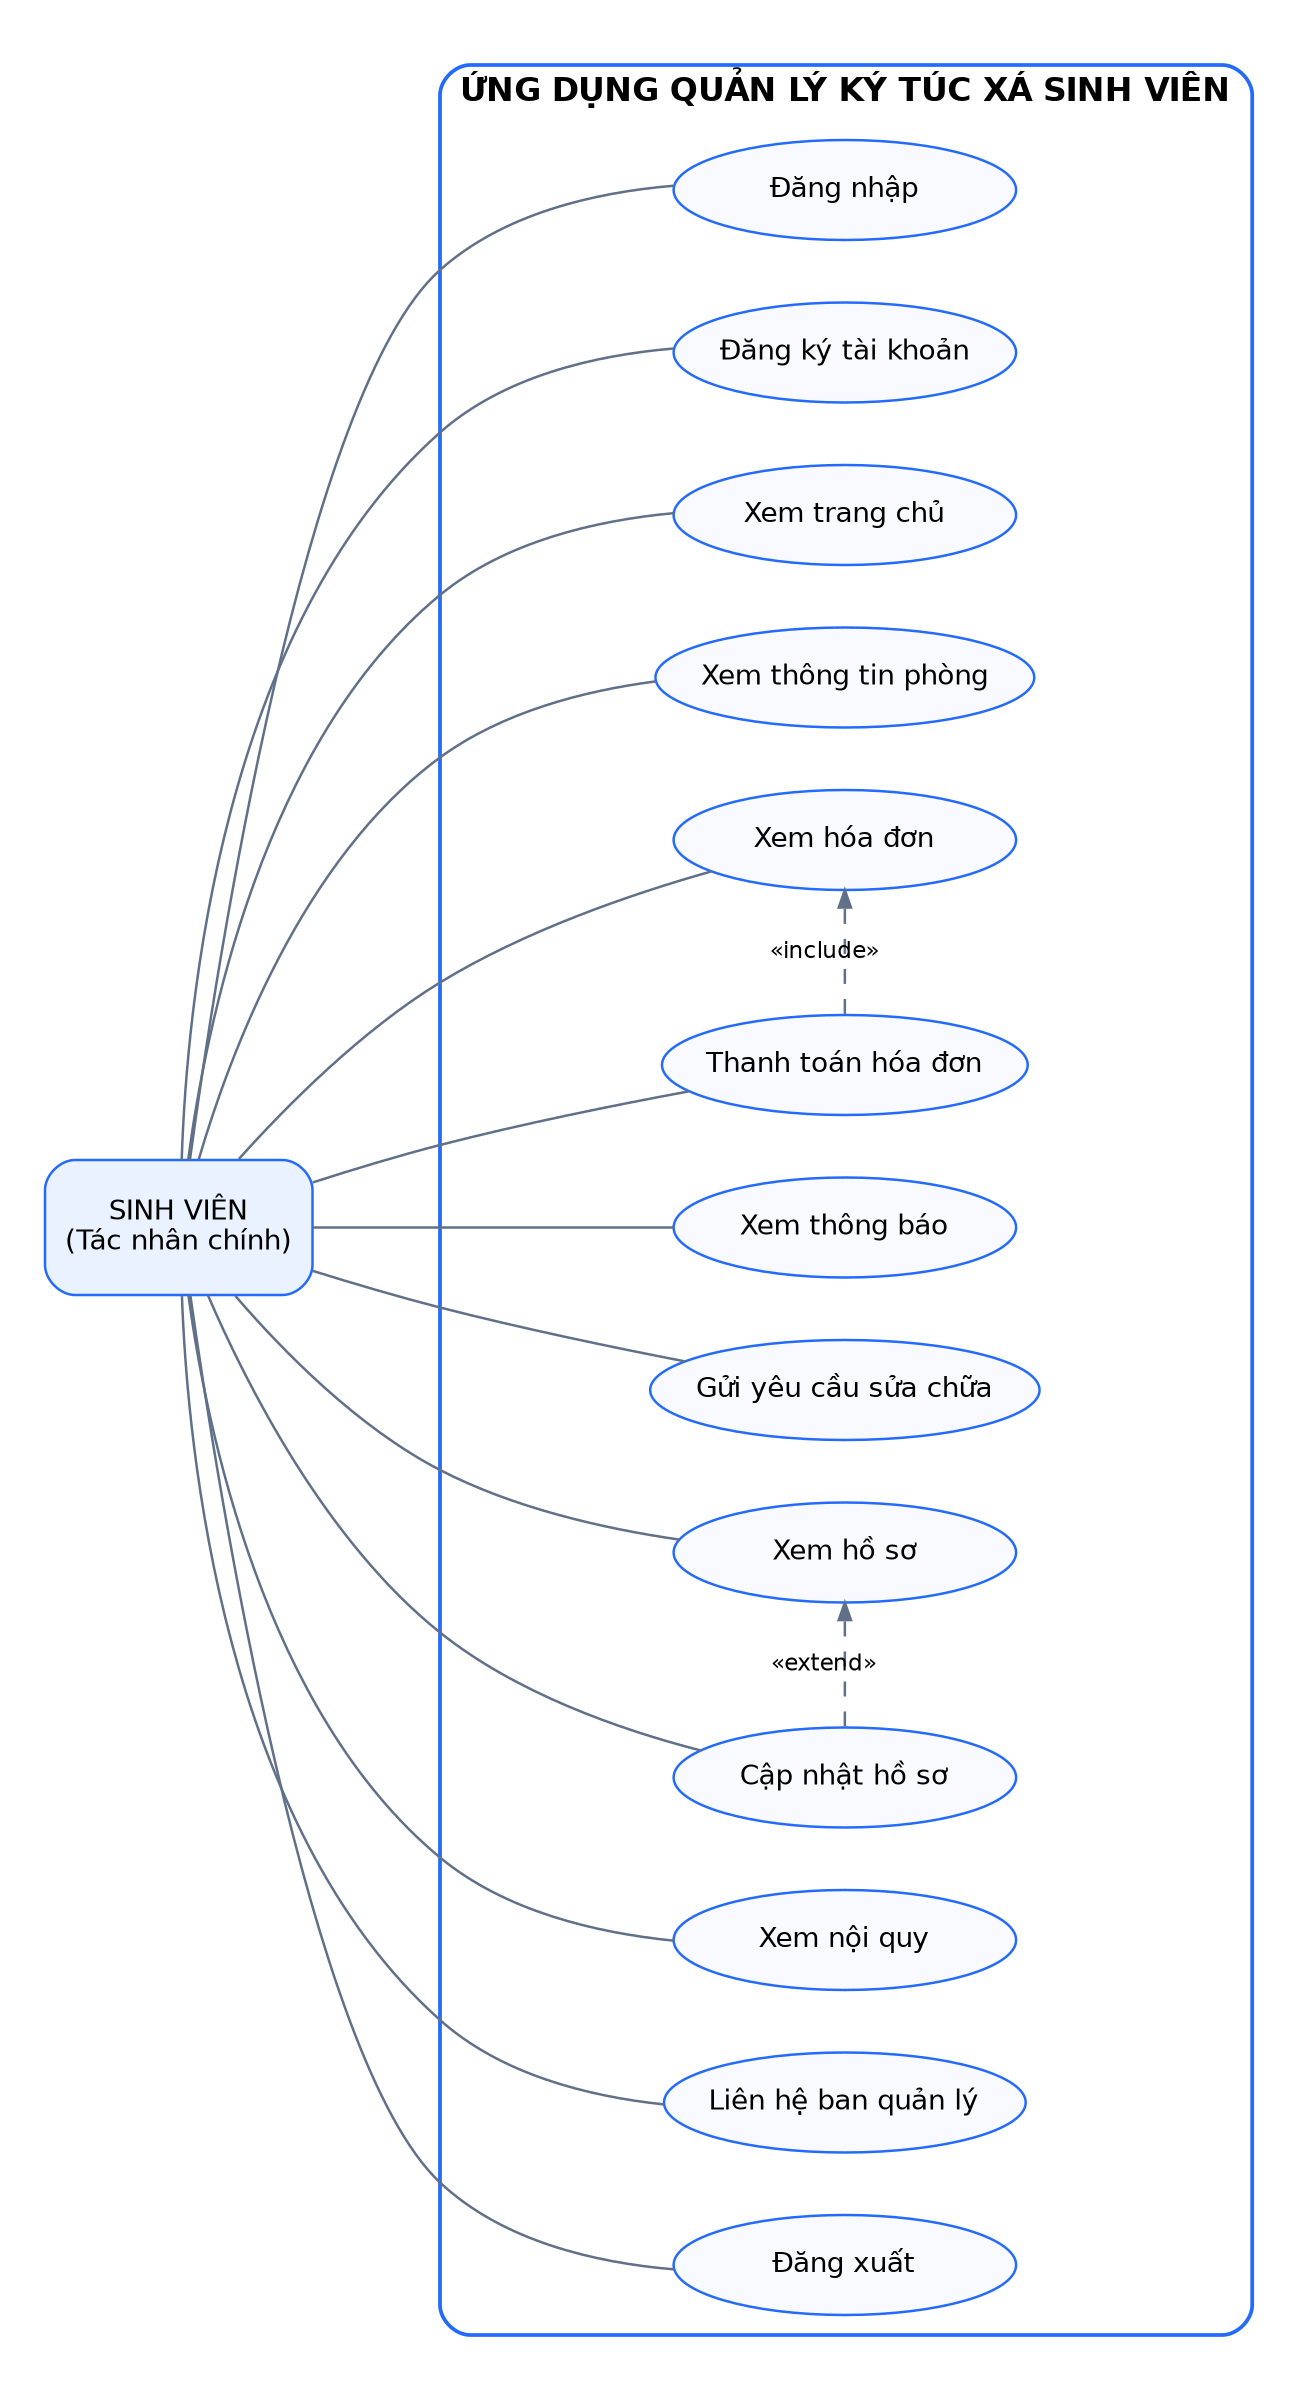 ỨNG DỤNG QUẢN LÝ KÝ TÚC XÁ SINH VIÊN
Đăng nhập
Đăng ký tài khoản
Xem trang chủ
Xem thông tin phòng
Xem hóa đơn
«include»
Thanh toán hóa đơn
SINH VIÊN
(Tác nhân chính)
Xem thông báo
Gửi yêu cầu sửa chữa
Xem hồ sơ
«extend»
Cập nhật hồ sơ
Xem nội quy
Liên hệ ban quản lý
Đăng xuất